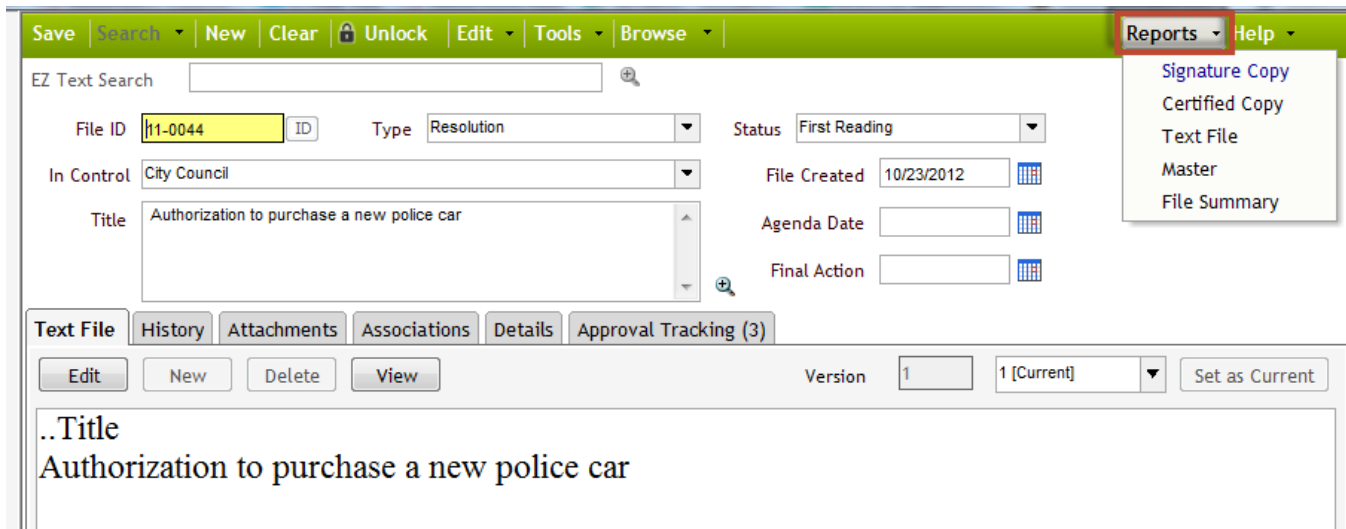 Save Search New Clear Unlock Edit Tools Browse Reports Help
EZ Text Search
Signature Copy
Certified Copy
Text File
Master
File Summary
File ID 11-0044 ID Type Resolution Status First Reading
In Control City Council File Created 10/23/2012
Title Authorization to purchase a new police car Agenda Date
Final Action
Text File History Attachments Associations Details Approval Tracking (3)
Edit New Delete View Version 1 1 [Current] Set as Current
..Title
Authorization to purchase a new police car